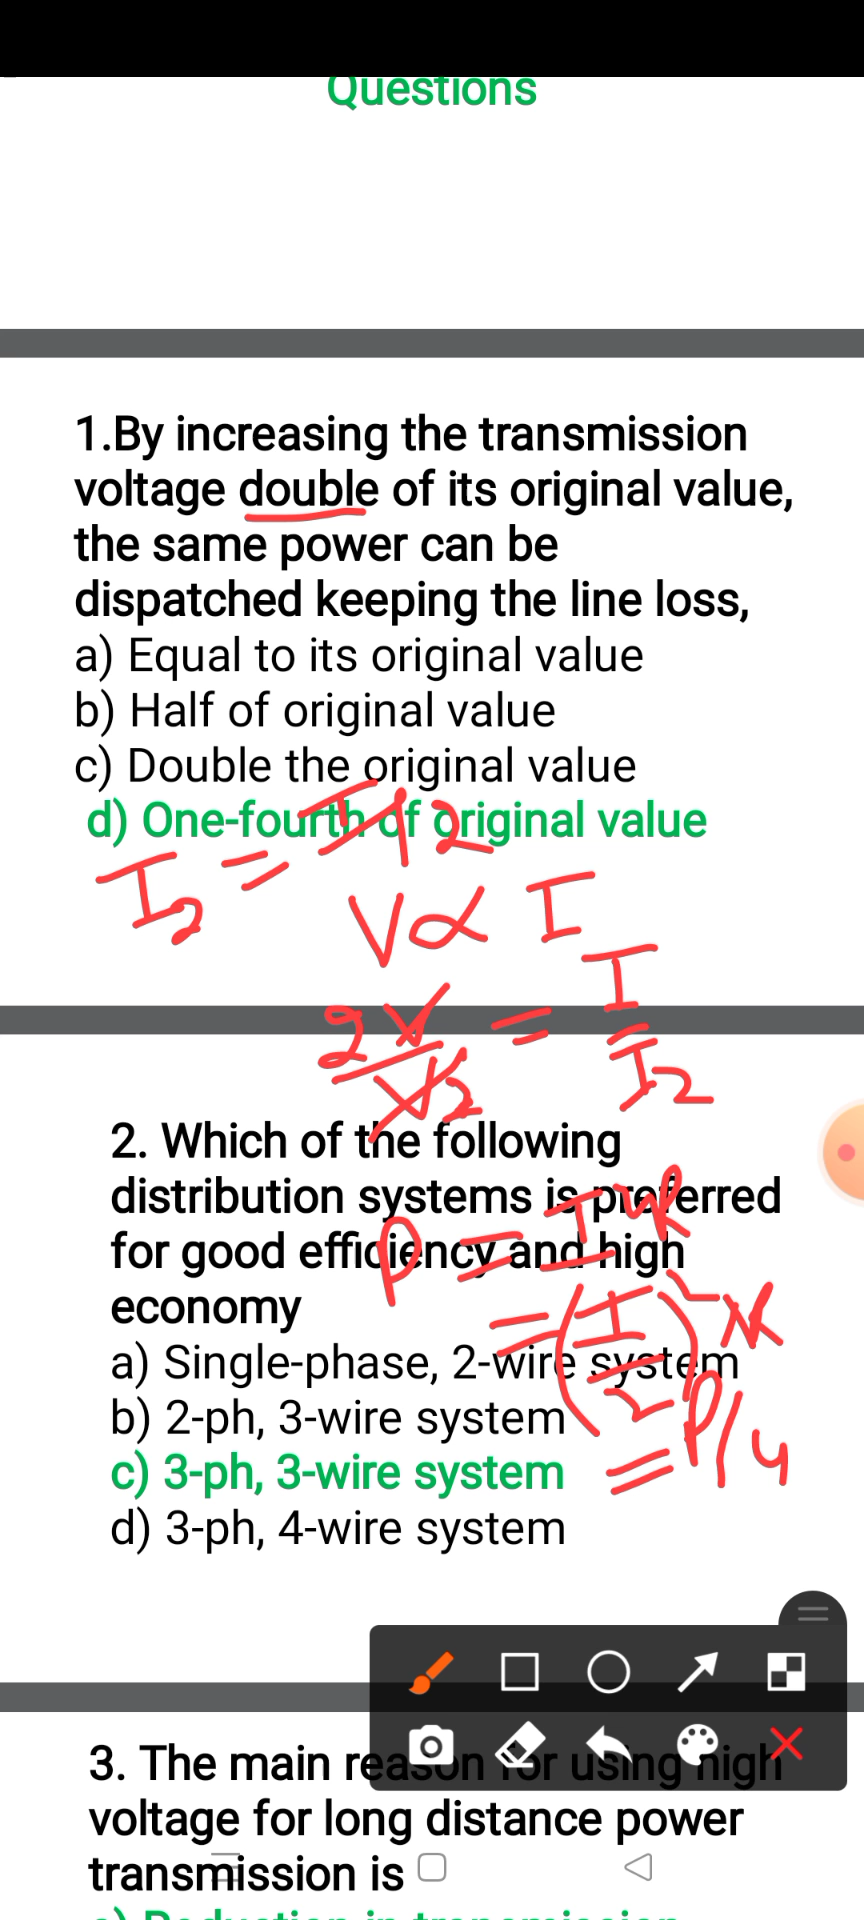 Questions
1.By increasing the transmission
voltage double of its original value,
the same power can be
dispatched keeping the line loss,
a) Equal to its original value
b) Half of original value
c) Double the original value
d) One-fourth of original value
I2 = I/2
V∝ I
2V/V2 = I/I2
2. Which of the following
distribution systems is preferred
for good efficiency and high
economy
P = I²R
= (I/2)² R
a) Single-phase, 2-wire system
b) 2-ph, 3-wire system
= P/4
c) 3-ph, 3-wire system
d) 3-ph, 4-wire system
3. The main reason for using high
voltage for long distance power
transmission is